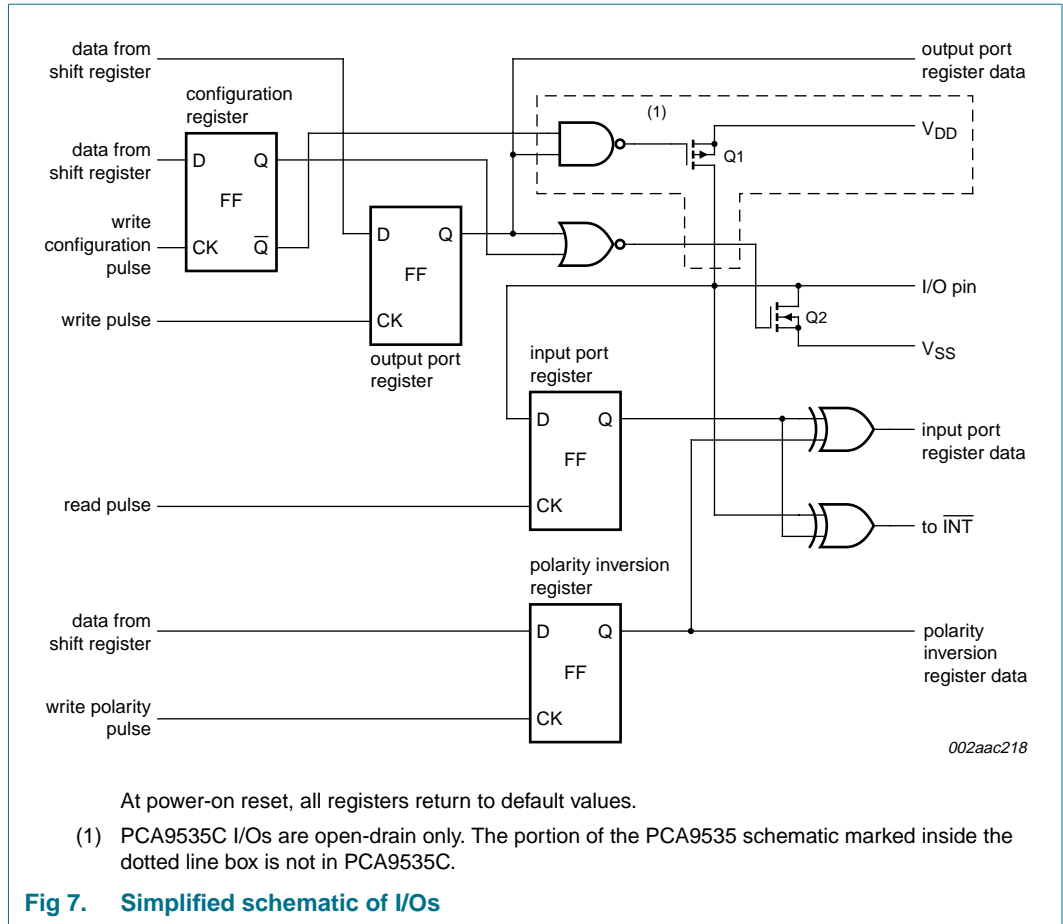 data from
shift register
output port
register data
configuration
register
(1)
VDD
Q1
data from
shift register
D
Q
FF
write
configuration
pulse
CK
Q̅
D
Q
FF
CK
I/O pin
Q2
write pulse
VSS
output port
register
input port
register
D
Q
FF
CK
input port
register data
read pulse
to I̅N̅T̅
polarity inversion
register
data from
shift register
D
Q
FF
CK
polarity
inversion
register data
write polarity
pulse
002aac218
At power-on reset, all registers return to default values.
(1) PCA9535C I/Os are open-drain only. The portion of the PCA9535 schematic marked inside the
dotted line box is not in PCA9535C.
Fig 7. Simplified schematic of I/Os